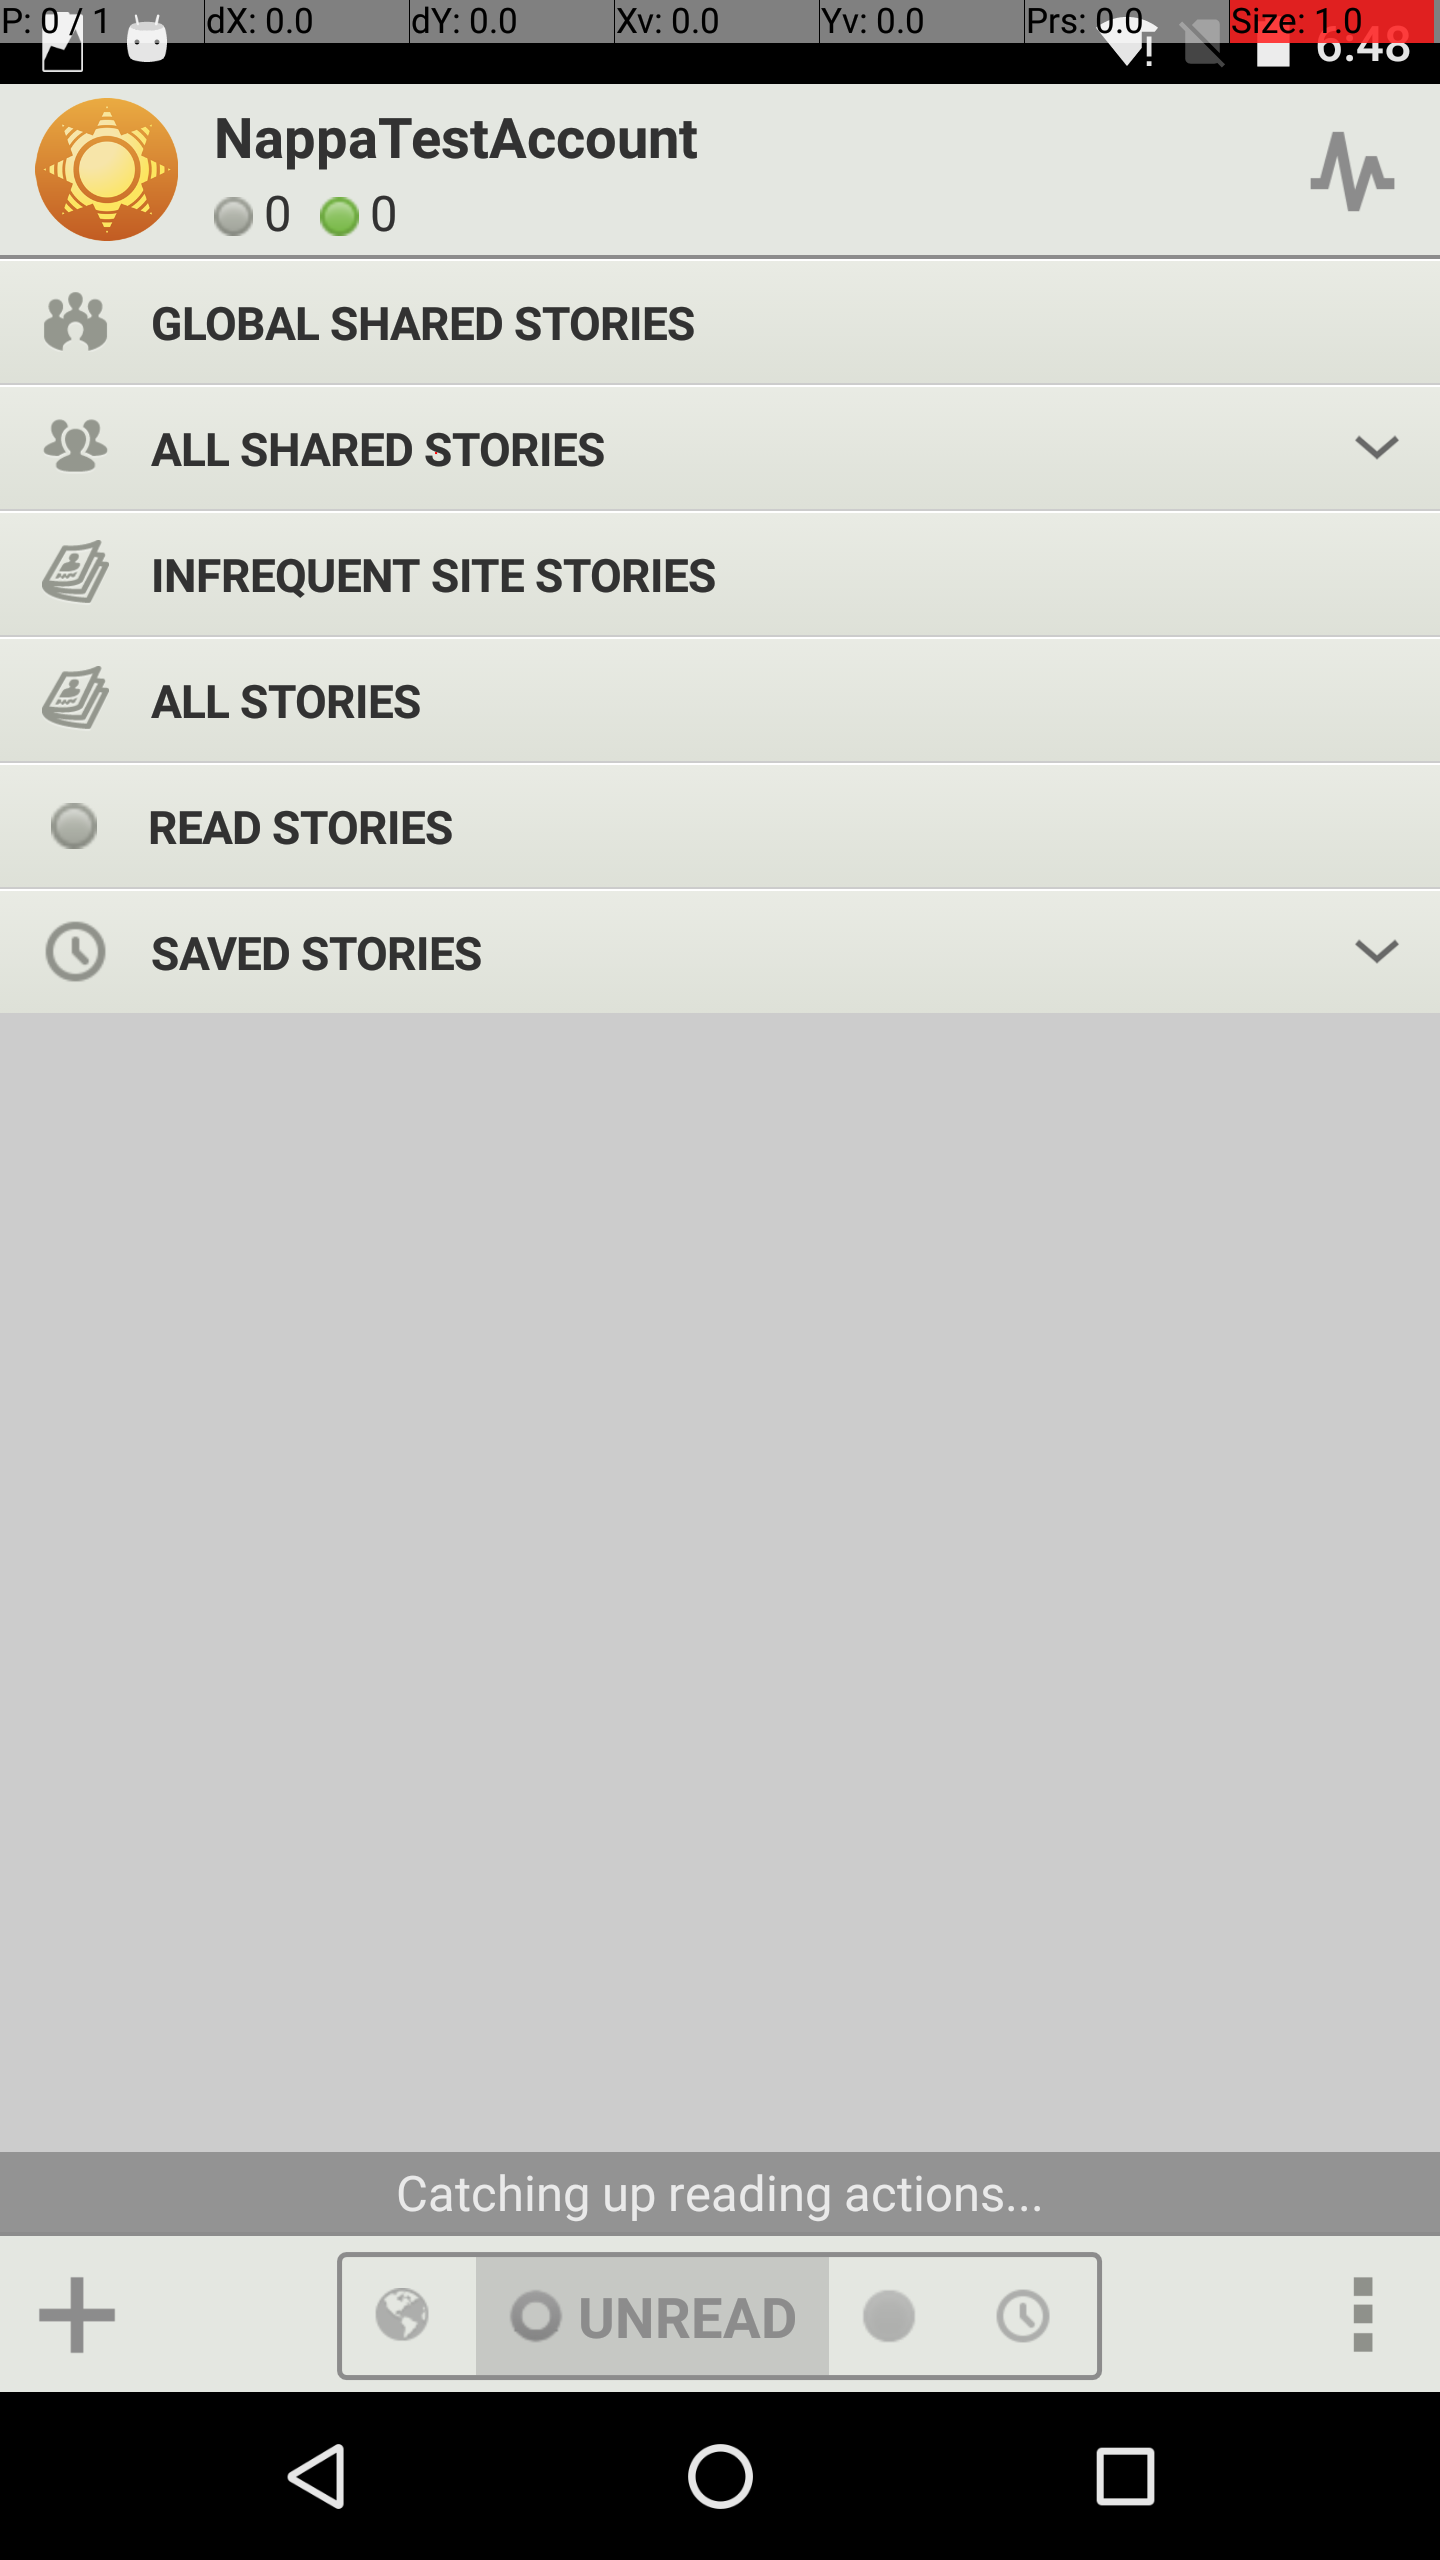 P: 0 / 1 dX: 0.0 dY: 0.0 Xv: 0.0 Yv: 0.0 Prs: 0.0 Size: 1.0
6:48
NappaTestAccount
0 0
GLOBAL SHARED STORIES
ALL SHARED STORIES
INFREQUENT SITE STORIES
ALL STORIES
READ STORIES
SAVED STORIES
Catching up reading actions...
UNREAD